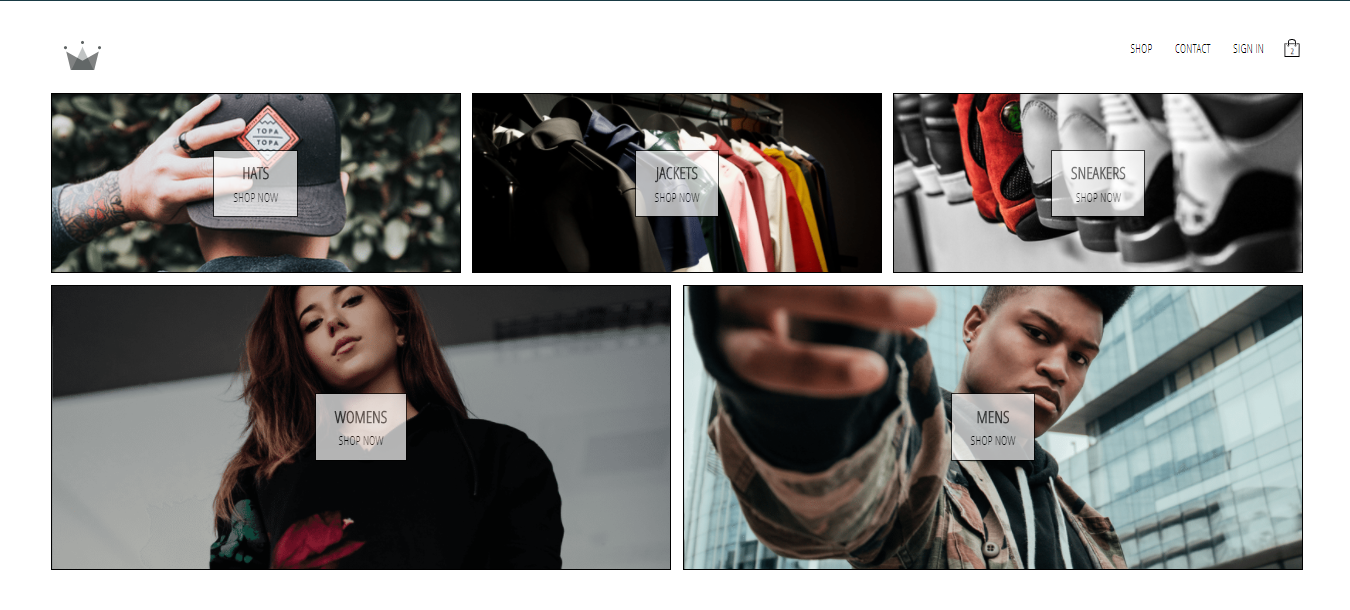 SHOP CONTACT SIGN IN 2
TOPA
TOPA
HATS
SHOP NOW
JACKETS
SHOP NOW
SNEAKERS
SHOP NOW
WOMENS
SHOP NOW
MENS
SHOP NOW